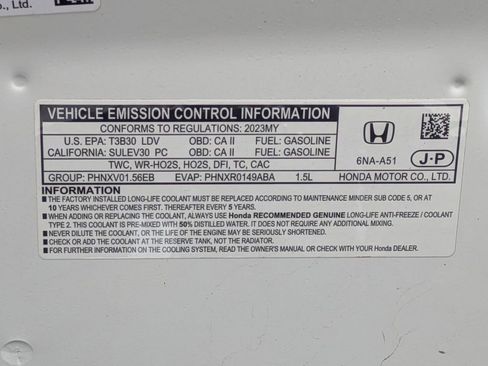 o., Ltd.
VEHICLE EMISSION CONTROL INFORMATION
CONFORMS TO REGULATIONS: 2023MY
U.S. EPA: T3B30 LDV OBD: CA II FUEL: GASOLINE
CALIFORNIA: SULEV30 PC OBD: CA II FUEL: GASOLINE
TWC, WR-HO2S, HO2S, DFI, TC, CAC
GROUP: PHNXV01.56EB EVAP: PHNXR0149ABA 1.5L
6NA-A51 J-P
HONDA MOTOR CO., LTD.
INFORMATION
■ THE FACTORY INSTALLED LONG-LIFE COOLANT MUST BE REPLACED ACCORDING TO MAINTENANCE MINDER SUB CODE 5, OR AT
10 YEARS WHICHEVER COMES FIRST, THEREAFTER EVERY 5 YEARS.
■ WHEN ADDING OR REPLACING THE COOLANT, ALWAYS USE Honda RECOMMENDED GENUINE LONG-LIFE ANTI-FREEZE / COOLANT
TYPE 2. THIS COOLANT IS PRE-MIXED WITH 50% DISTILLED WATER. IT DOES NOT REQUIRE ANY ADDITIONAL MIXING.
■ NEVER DILUTE THE COOLANT, OR THE LIFE OF THE ENGINE MAY BE SERIOUSLY SHORTENED.
■ CHECK OR ADD COOLANT AT THE RESERVE TANK, NOT THE RADIATOR.
■ FOR FURTHER INFORMATION ON THE COOLING SYSTEM, READ THE OWNER'S MANUAL OR CHECK WITH YOUR Honda DEALER.